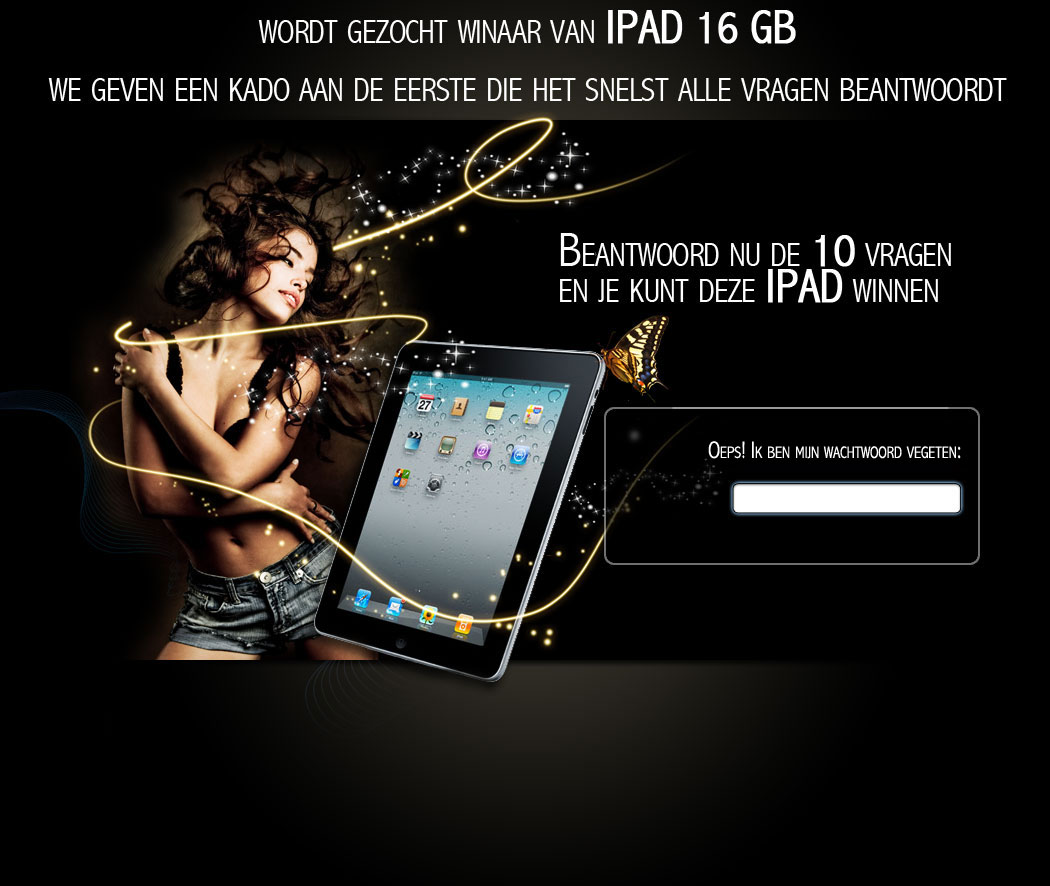 WORDT GEZOCHT WINAAR VAN IPAD 16 GB
WE GEVEN EEN KADO AAN DE EERSTE DIE HET SNELST ALLE VRAGEN BEANTWOORDT
BEANTWOORD NU DE 10 VRAGEN
EN JE KUNT DEZE IPAD WINNEN
27
OEPS! IK BEN MIJN WACHTWOORD VEGETEN: